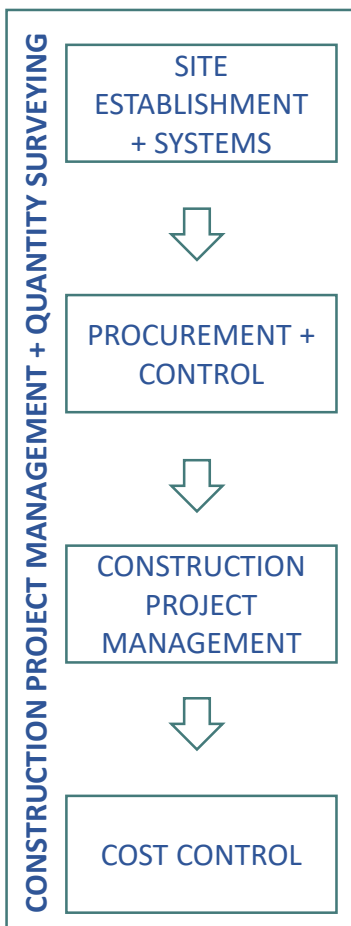 CONSTRUCTION PROJECT MANAGEMENT + QUANTITY SURVEYING
SITE
ESTABLISHMENT
+ SYSTEMS
PROCUREMENT +
CONTROL
CONSTRUCTION
PROJECT
MANAGEMENT
COST CONTROL